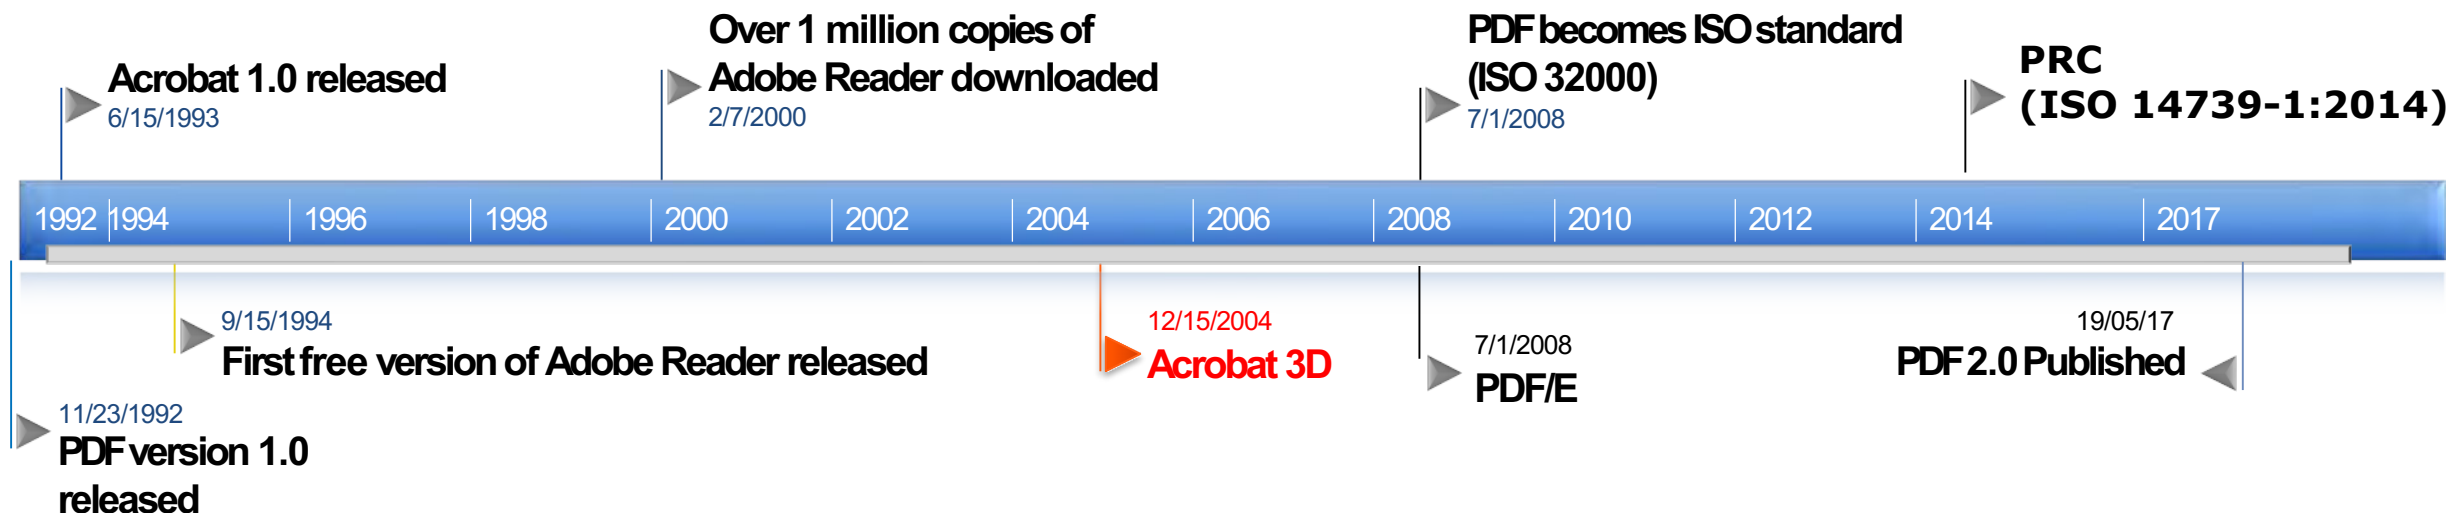 Acrobat 1.0 released
6/15/1993
Over 1 million copies of
Adobe Reader downloaded
2/7/2000
PDF becomes ISO standard
(ISO 32000)
7/1/2008
PRC
(ISO 14739-1:2014)
1992 1994 1996 1998 2000 2002 2004 2006 2008 2010 2012 2014 2017
11/23/1992
PDF version 1.0
released
9/15/1994
First free version of Adobe Reader released
12/15/2004
Acrobat 3D
7/1/2008
PDF/E
19/05/17
PDF 2.0 Published